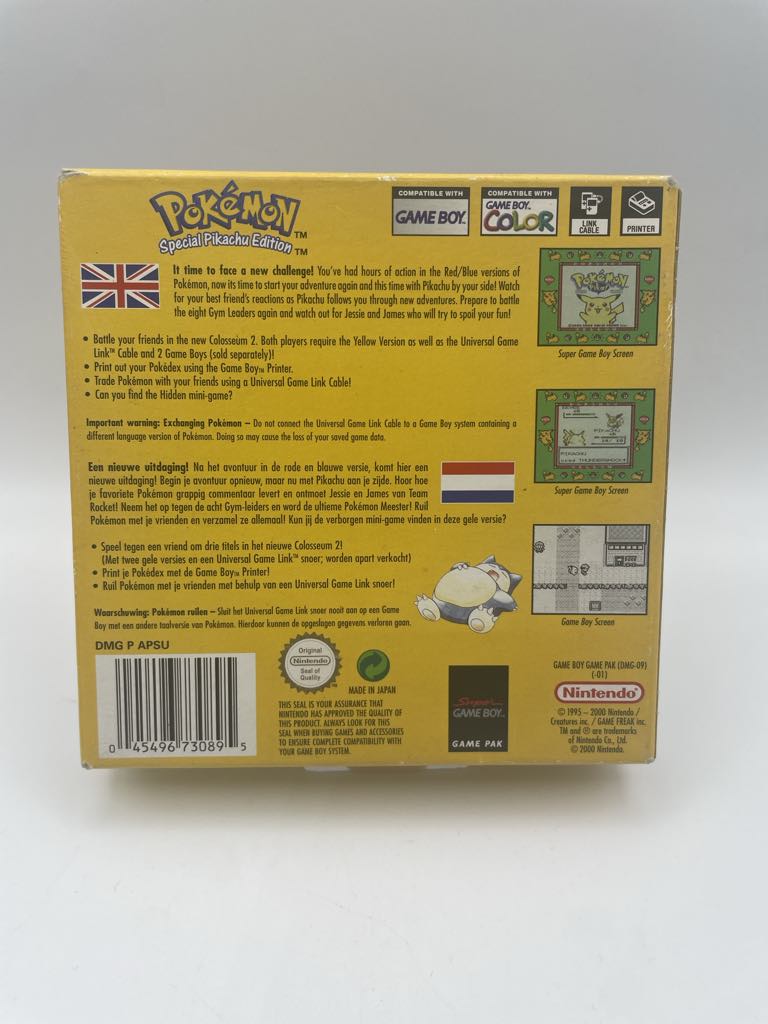 POKéMON™
Special Pikachu Edition™
COMPATIBLE WITH
GAME BOY™
COMPATIBLE WITH
GAME BOY
COLOR
LINK
CABLE
PRINTER
It time to face a new challenge! You've had hours of action in the Red/Blue versions of
Pokémon, now its time to start your adventure again and this time with Pikachu by your side! Watch
for your best friend's reactions as Pikachu follows you through new adventures. Prepare to battle
the eight Gym Leaders again and watch out for Jessie and James who will try to spoil your fun!
• Battle your friends in the new Colosseum 2. Both players require the Yellow Version as well as the Universal Game
Link™ Cable and 2 Game Boys (sold separately)!
• Print out your Pokédex using the Game Boy™ Printer.
• Trade Pokémon with your friends using a Universal Game Link Cable!
• Can you find the Hidden mini-game?
Important warning: Exchanging Pokémon – Do not connect the Universal Game Link Cable to a Game Boy system containing a
different language version of Pokémon. Doing so may cause the loss of your saved game data.
POKéMON
Super Game Boy Screen
PIKACHU
THUNDERSHOCK
Super Game Boy Screen
Game Boy Screen
Een nieuwe uitdaging! Na het avontuur in de rode en blauwe versie, komt hier een
nieuwe uitdaging! Begin je avontuur opnieuw, maar nu met Pikachu aan je zijde. Hoor hoe
je favoriete Pokémon grappig commentaar levert en ontmoet Jessie en James van Team
Rocket! Neem het op tegen de acht Gym-leiders en word de ultieme Pokémon Meester! Ruil
Pokémon met je vrienden en verzamel ze allemaal! Kun jij de verborgen mini-game vinden in deze gele versie?
• Speel tegen een vriend om drie titels in het nieuwe Colosseum 2!
(Met twee gele versies en een Universal Game Link™ snoer; worden apart verkocht)
• Print je Pokédex met de Game Boy™ Printer!
• Ruil Pokémon met je vrienden met behulp van een Universal Game Link snoer!
Waarschuwing: Pokémon ruilen – Sluit het Universal Game Link snoer nooit aan op een Game
Boy met een andere taalversie van Pokémon. Hierdoor kunnen de opgeslagen gegevens verloren gaan.
DMG P APSU
0 45496 73089 5
Original
Nintendo
Seal of
Quality
MADE IN JAPAN
THIS SEAL IS YOUR ASSURANCE THAT
NINTENDO HAS APPROVED THE QUALITY OF
THIS PRODUCT. ALWAYS LOOK FOR THIS
SEAL WHEN BUYING GAMES AND ACCESSORIES
TO ENSURE COMPLETE COMPATIBILITY WITH
YOUR GAME BOY SYSTEM.
Super
GAME BOY™
GAME PAK
GAME BOY GAME PAK (DMG-09)
(-01)
Nintendo®
© 1995 – 2000 Nintendo /
Creatures inc. / GAME FREAK inc.
TM and ® are trademarks
of Nintendo Co., Ltd.
© 2000 Nintendo.